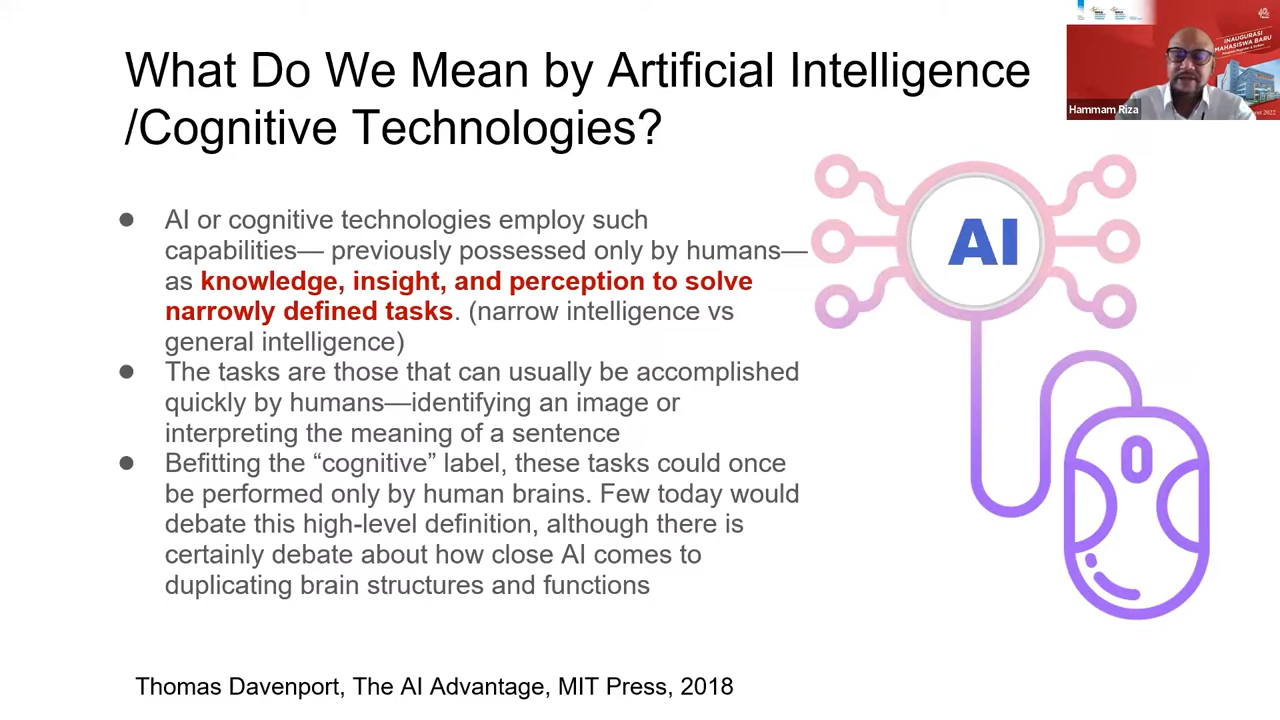 What Do We Mean by Artificial Intelligence
/Cognitive Technologies?
● AI or cognitive technologies employ such
capabilities— previously possessed only by humans—
as knowledge, insight, and perception to solve
narrowly defined tasks. (narrow intelligence vs
general intelligence)
● The tasks are those that can usually be accomplished
quickly by humans—identifying an image or
interpreting the meaning of a sentence
● Befitting the “cognitive” label, these tasks could once
be performed only by human brains. Few today would
debate this high-level definition, although there is
certainly debate about how close AI comes to
duplicating brain structures and functions
Thomas Davenport, The AI Advantage, MIT Press, 2018
AI
INAUGURASI
MAHASISWA BARU
Hammam Riza
2022